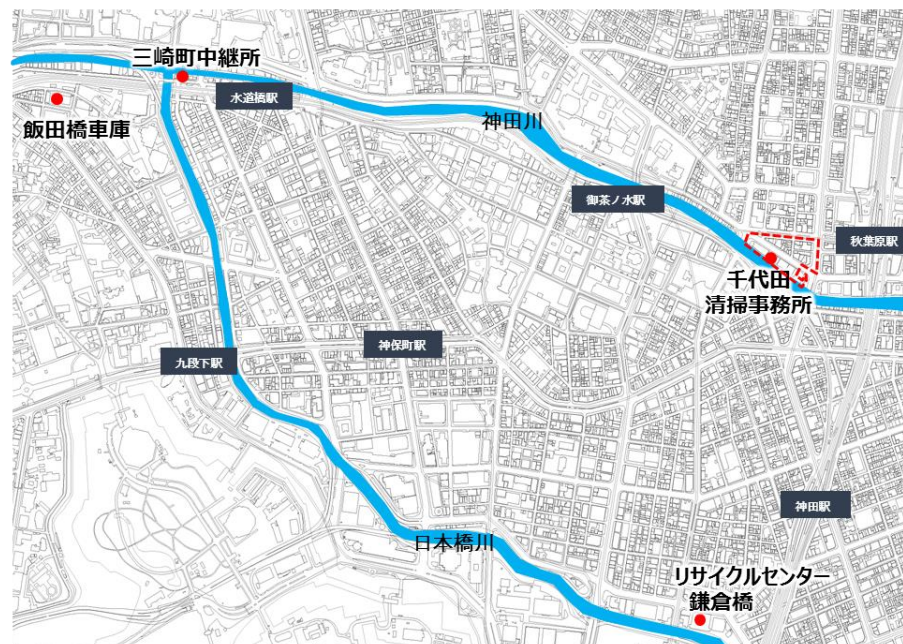 三崎町中継所
水道橋駅
飯田橋車庫
神田川
御茶ノ水駅
秋葉原駅
千代田
清掃事務所
九段下駅
神保町駅
神田駅
日本橋川
リサイクルセンター
鎌倉橋